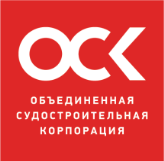 ОСК
ОБЪЕДИНЕННАЯ
СУДОСТРОИТЕЛЬНАЯ
КОРПОРАЦИЯ